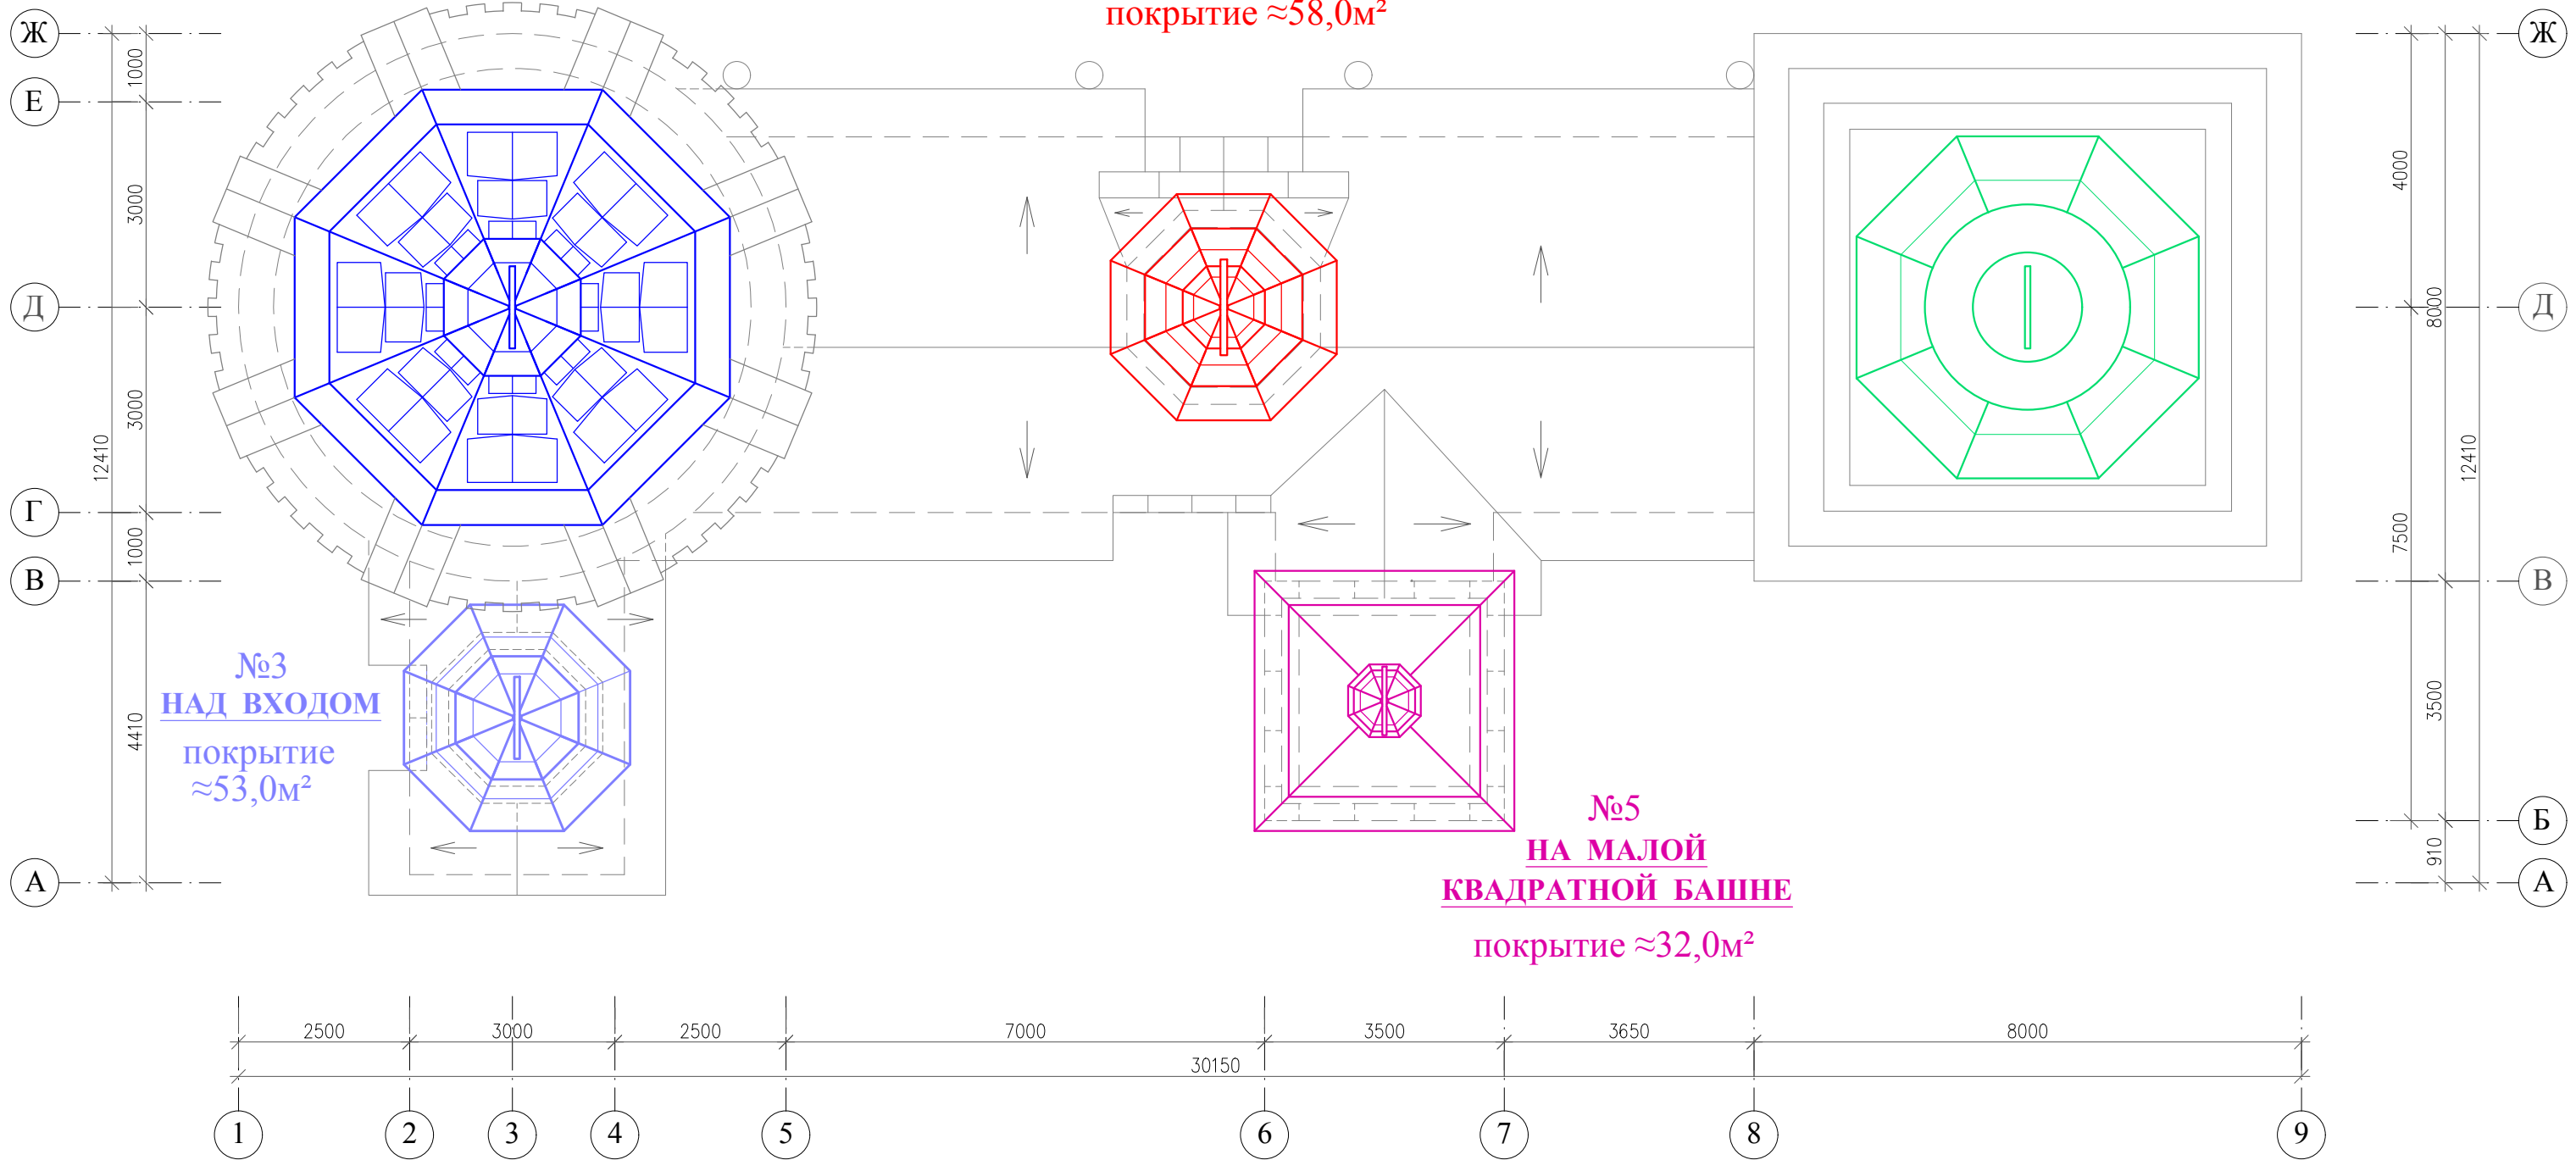 покрытие ≈58,0м²
Ж
Ж
Е
Д
Д
Г
В
В
Б
А
А
1000
3000
3000
1000
4410
12410
4000
7500
8000
3500
910
12410
№3
НАД ВХОДОМ
покрытие
≈53,0м²
№5
НА МАЛОЙ
КВАДРАТНОЙ БАШНЕ
покрытие ≈32,0м²
2500
3000
2500
7000
3500
3650
8000
30150
1
2
3
4
5
6
7
8
9